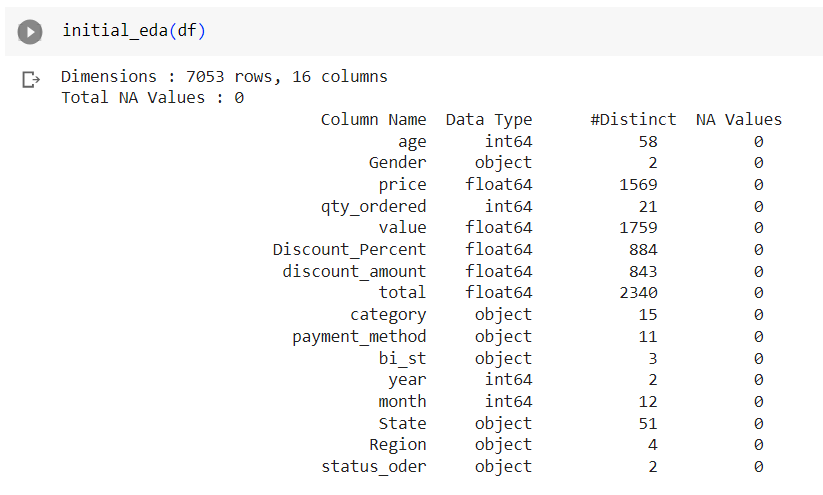 initial_eda(df)
Dimensions : 7053 rows, 16 columns
Total NA Values : 0
Column Name Data Type #Distinct NA Values
age int64 58 0
Gender object 2 0
price float64 1569 0
qty_ordered int64 21 0
value float64 1759 0
Discount_Percent float64 884 0
discount_amount float64 843 0
total float64 2340 0
category object 15 0
payment_method object 11 0
bi_st object 3 0
year int64 2 0
month int64 12 0
State object 51 0
Region object 4 0
status_oder object 2 0